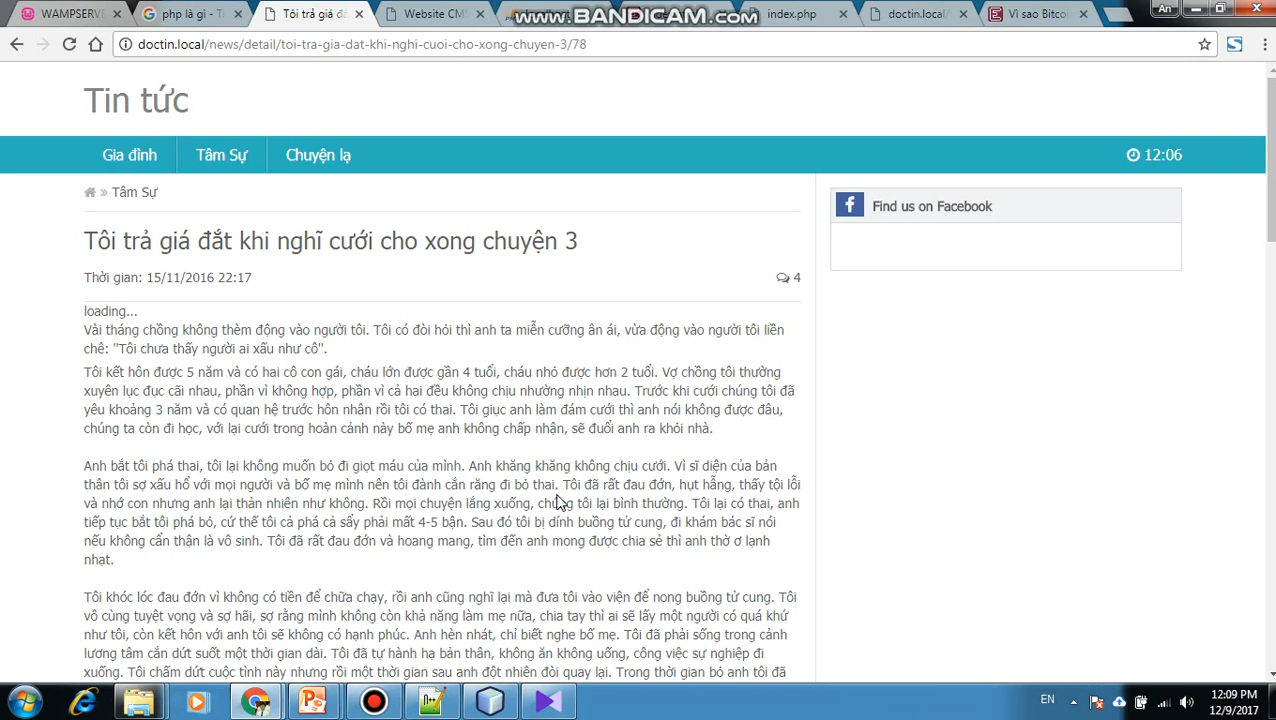 WAMPSERVE
php là gì - T
Tôi trả giá đắ
Website CM
www.BANDICAM.com
index.php
doctin.local/
Vì sao Bitcoi
An
doctin.local/news/detail/toi-tra-gia-dat-khi-nghi-cuoi-cho-xong-chuyen-3/78
Tin tức
Gia đình
Tâm Sự
Chuyện lạ
12:06
» Tâm Sự
Find us on Facebook
Tôi trả giá đắt khi nghĩ cưới cho xong chuyện 3
Thời gian: 15/11/2016 22:17
4
loading...
Vài tháng chồng không thèm động vào người tôi. Tôi có đòi hỏi thì anh ta miễn cưỡng ân ái, vừa động vào người tôi liền
chê: "Tôi chưa thấy người ai xấu như cô".
Tôi kết hôn được 5 năm và có hai cô con gái, cháu lớn được gần 4 tuổi, cháu nhỏ được hơn 2 tuổi. Vợ chồng tôi thường
xuyên lục đục cãi nhau, phần vì không hợp, phần vì cả hai đều không chịu nhường nhịn nhau. Trước khi cưới chúng tôi đã
yêu khoảng 3 năm và có quan hệ trước hôn nhân rồi tôi có thai. Tôi giục anh làm đám cưới thì anh nói không được đâu,
chúng ta còn đi học, với lại cưới trong hoàn cảnh này bố mẹ anh không chấp nhận, sẽ đuổi anh ra khỏi nhà.
Anh bắt tôi phá thai, tôi lại không muốn bỏ đi giọt máu của mình. Anh khăng khăng không chịu cưới. Vì sĩ diện của bản
thân tôi sợ xấu hổ với mọi người và bố mẹ mình nên tôi đành cắn răng đi bỏ thai. Tôi đã rất đau đớn, hụt hẫng, thấy tội lỗi
và nhớ con nhưng anh lại thản nhiên như không. Rồi mọi chuyện lắng xuống, chúng tôi lại bình thường. Tôi lại có thai, anh
tiếp tục bắt tôi phá bỏ, cứ thế tôi cả phá cả sẩy phải mất 4-5 bận. Sau đó tôi bị dính buồng tử cung, đi khám bác sĩ nói
nếu không cẩn thận là vô sinh. Tôi đã rất đau đớn và hoang mang, tìm đến anh mong được chia sẻ thì anh thờ ơ lạnh
nhạt.
Tôi khóc lóc đau đớn vì không có tiền để chữa chạy, rồi anh cũng nghĩ lại mà đưa tôi vào viện để nong buồng tử cung. Tôi
vô cùng tuyệt vọng và sợ hãi, sợ rằng mình không còn khả năng làm mẹ nữa, chia tay thì ai sẽ lấy một người có quá khứ
như tôi, còn kết hôn với anh tôi sẽ không có hạnh phúc. Anh hèn nhát, chỉ biết nghe bố mẹ. Tôi đã phải sống trong cảnh
lương tâm cắn dứt suốt một thời gian dài. Tôi đã tự hành hạ bản thân, không ăn không uống, công việc sự nghiệp đi
xuống. Tôi chấm dứt cuộc tình này nhưng rồi một thời gian sau anh đột nhiên đòi quay lại. Trong thời gian bỏ anh tôi đã
EN
12:09 PM
12/9/2017